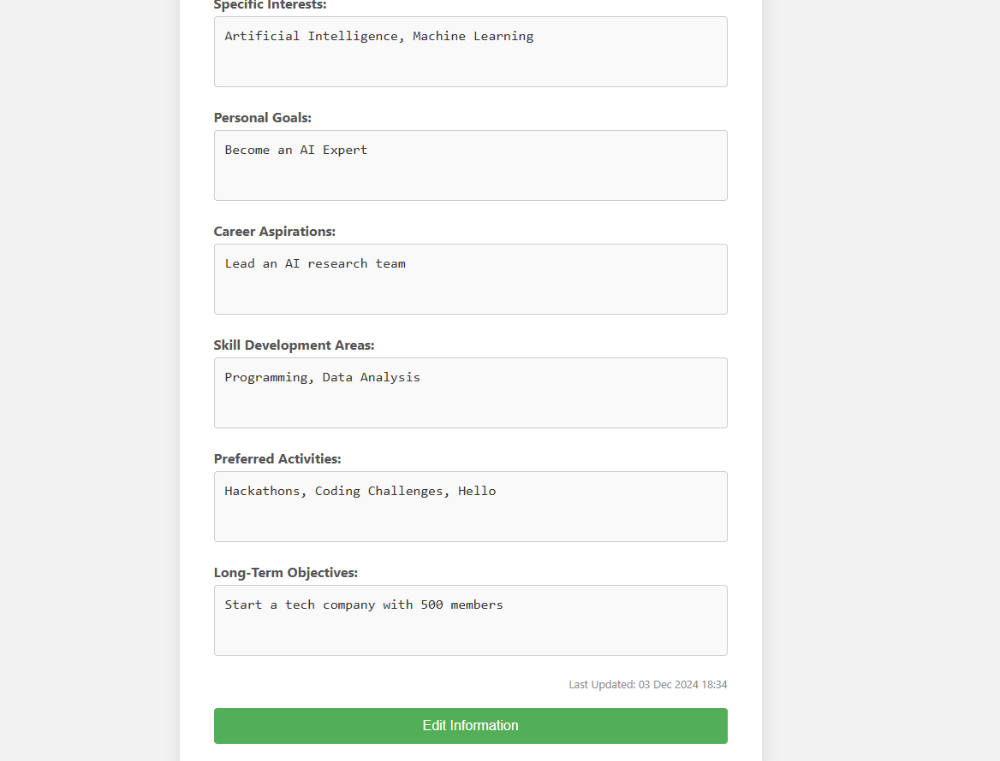 Specific Interests:
Artificial Intelligence, Machine Learning
Personal Goals:
Become an AI Expert
Career Aspirations:
Lead an AI research team
Skill Development Areas:
Programming, Data Analysis
Preferred Activities:
Hackathons, Coding Challenges, Hello
Long-Term Objectives:
Start a tech company with 500 members
Last Updated: 03 Dec 2024 18:34
Edit Information